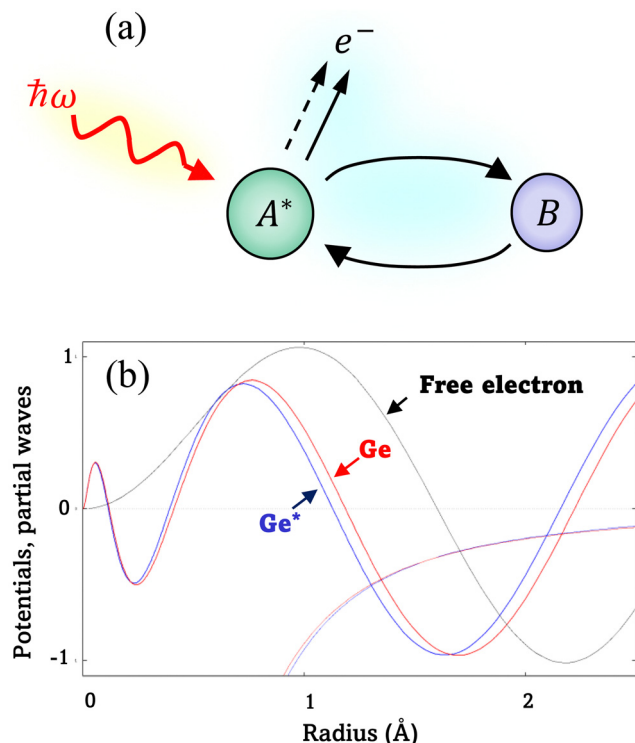 (a)
e⁻
ħω
A*
B
(b)
Free electron
Ge
Ge*
1
0
-1
Potentials, partial waves
0
1
2
Radius (Å)